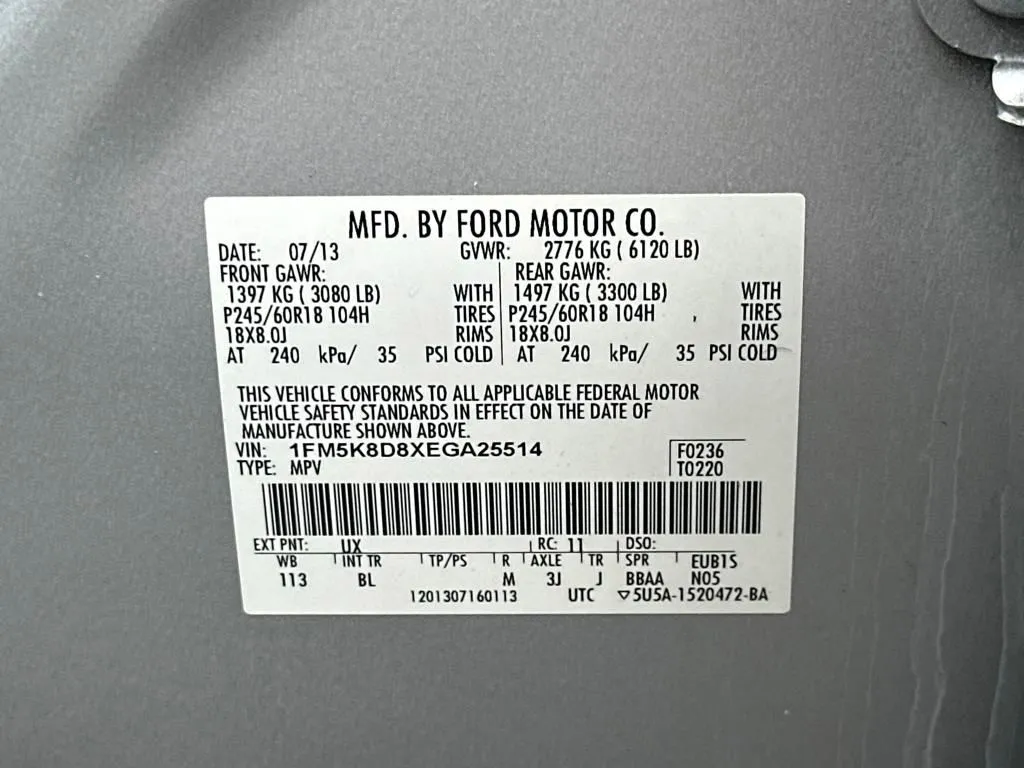 MFD. BY FORD MOTOR CO.
DATE: 07/13 GVWR: 2776 KG ( 6120 LB)
FRONT GAWR: REAR GAWR:
1397 KG ( 3080 LB) WITH 1497 KG ( 3300 LB) WITH
P245/60R18 104H TIRES P245/60R18 104H , TIRES
18X8.0J RIMS 18X8.0J RIMS
AT 240 kPa/ 35 PSI COLD AT 240 kPa/ 35 PSI COLD
THIS VEHICLE CONFORMS TO ALL APPLICABLE FEDERAL MOTOR
VEHICLE SAFETY STANDARDS IN EFFECT ON THE DATE OF
MANUFACTURE SHOWN ABOVE.
VIN: 1FM5K8D8XEGA25514 F0236
TYPE: MPV T0220
EXT PNT: UX RC: 11 DSO:
WB INT TR TP/PS R AXLE TR SPR EUB1S
113 BL M 3J J BBAA N05
1201307160113 UTC ▽5U5A-1520472-BA